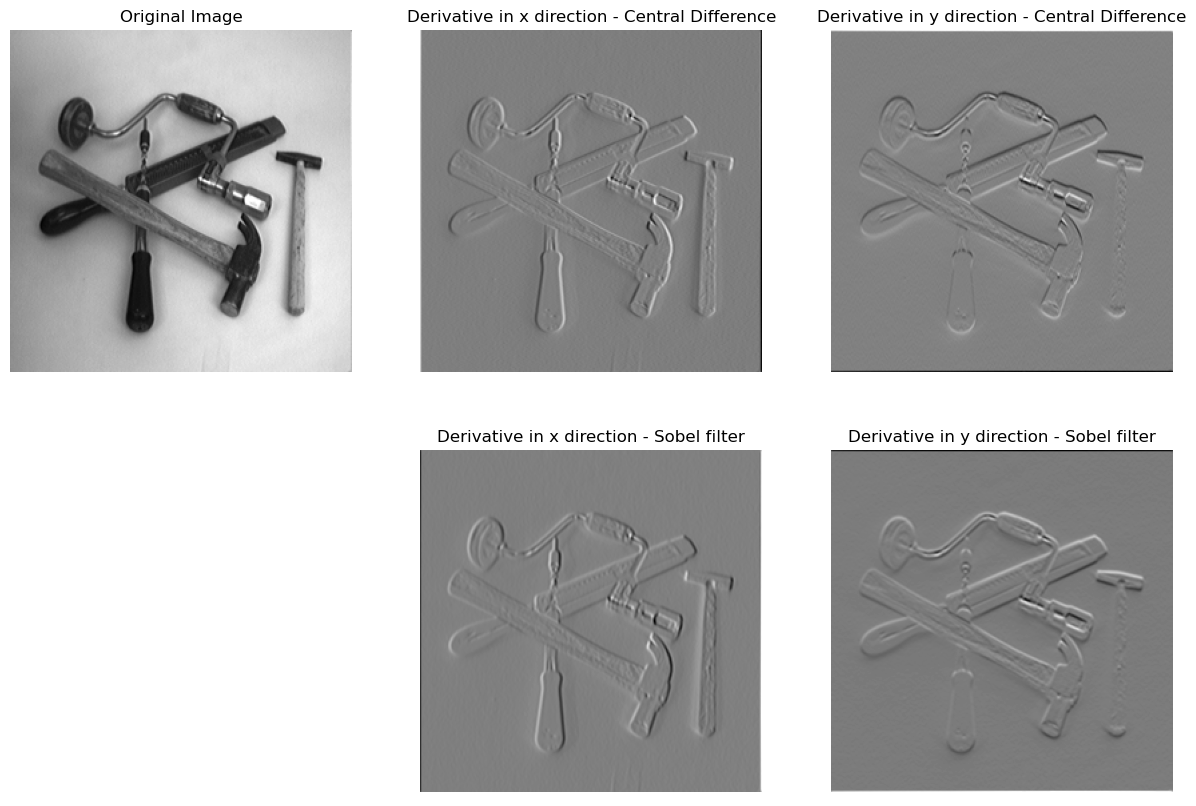 Original Image
Derivative in x direction - Central Difference
Derivative in y direction - Central Difference
Derivative in x direction - Sobel filter
Derivative in y direction - Sobel filter